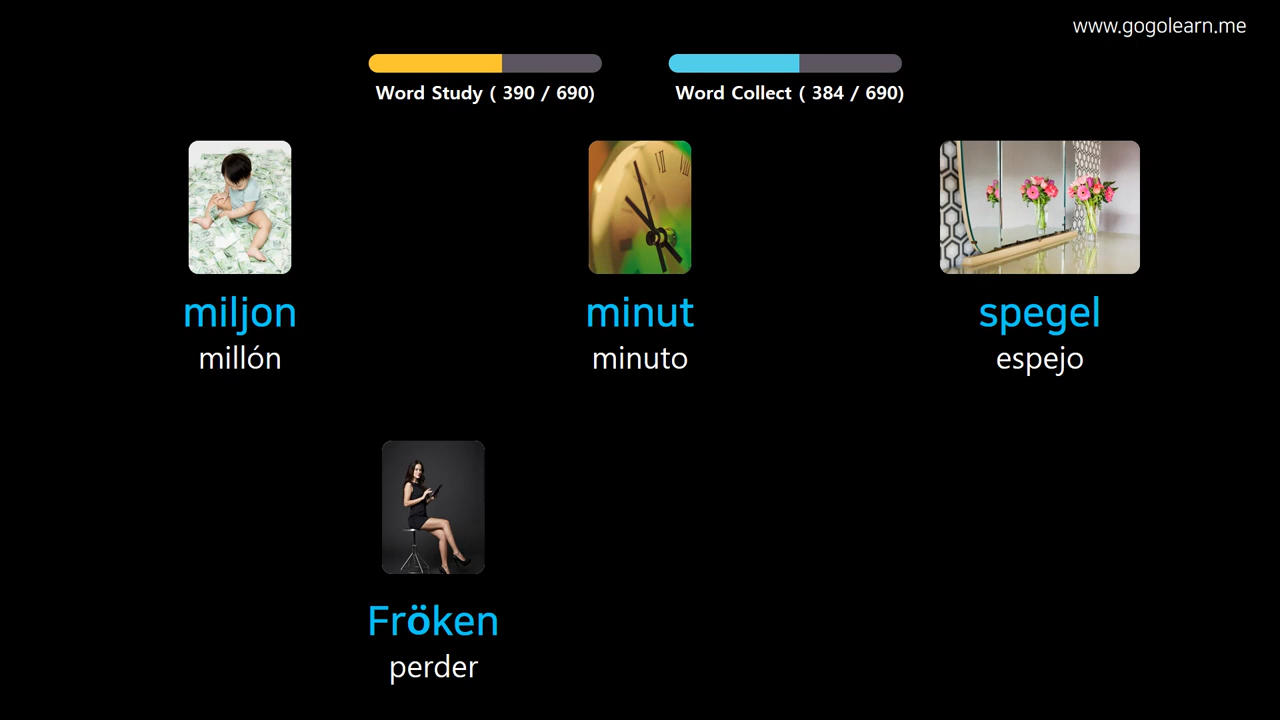 www.gogolearn.me
Word Study ( 390 / 690)
Word Collect ( 384 / 690)
miljon
millón
minut
minuto
spegel
espejo
Fröken
perder